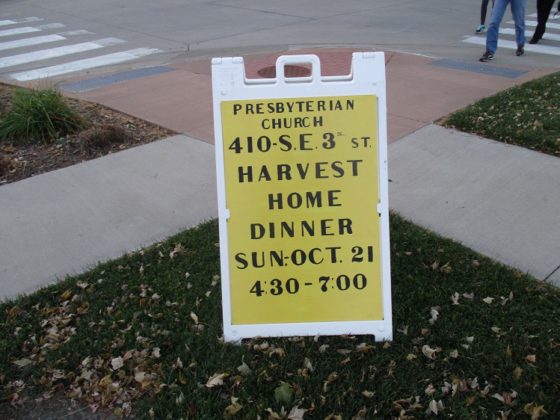 PRESBYTERIAN
CHURCH
410-S.E. 3RD ST.
HARVEST
HOME
DINNER
SUN-OCT. 21
4:30-7:00